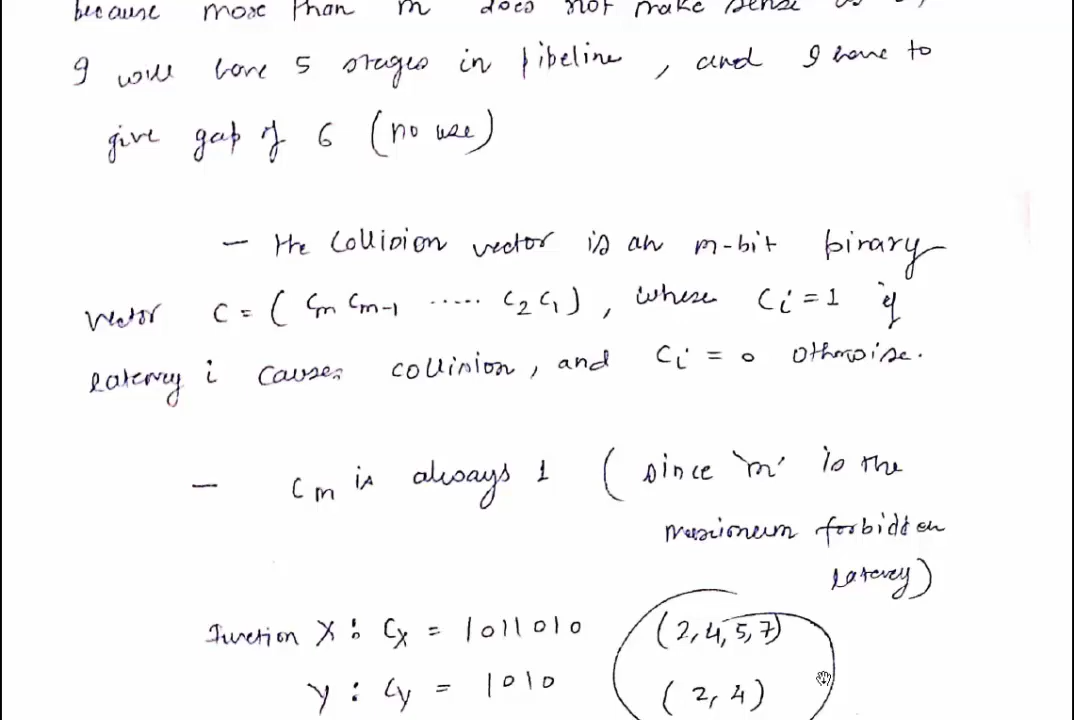 because more than m does not make sense
I will have 5 stages in pipeline , and I have to
give gap of 6 (no use)
– the collision vector is an m-bit binary
vector C = ( Cm Cm-1 ..... C2 C1 ) , where Ci = 1 if
latency i causes collision , and Ci = 0 otherwise.
– Cm is always 1 ( since 'm' is the
maximum forbidden
latency)
Function X : Cx = 1011010 (2, 4, 5, 7)
Y : Cy = 1010 ( 2, 4 )